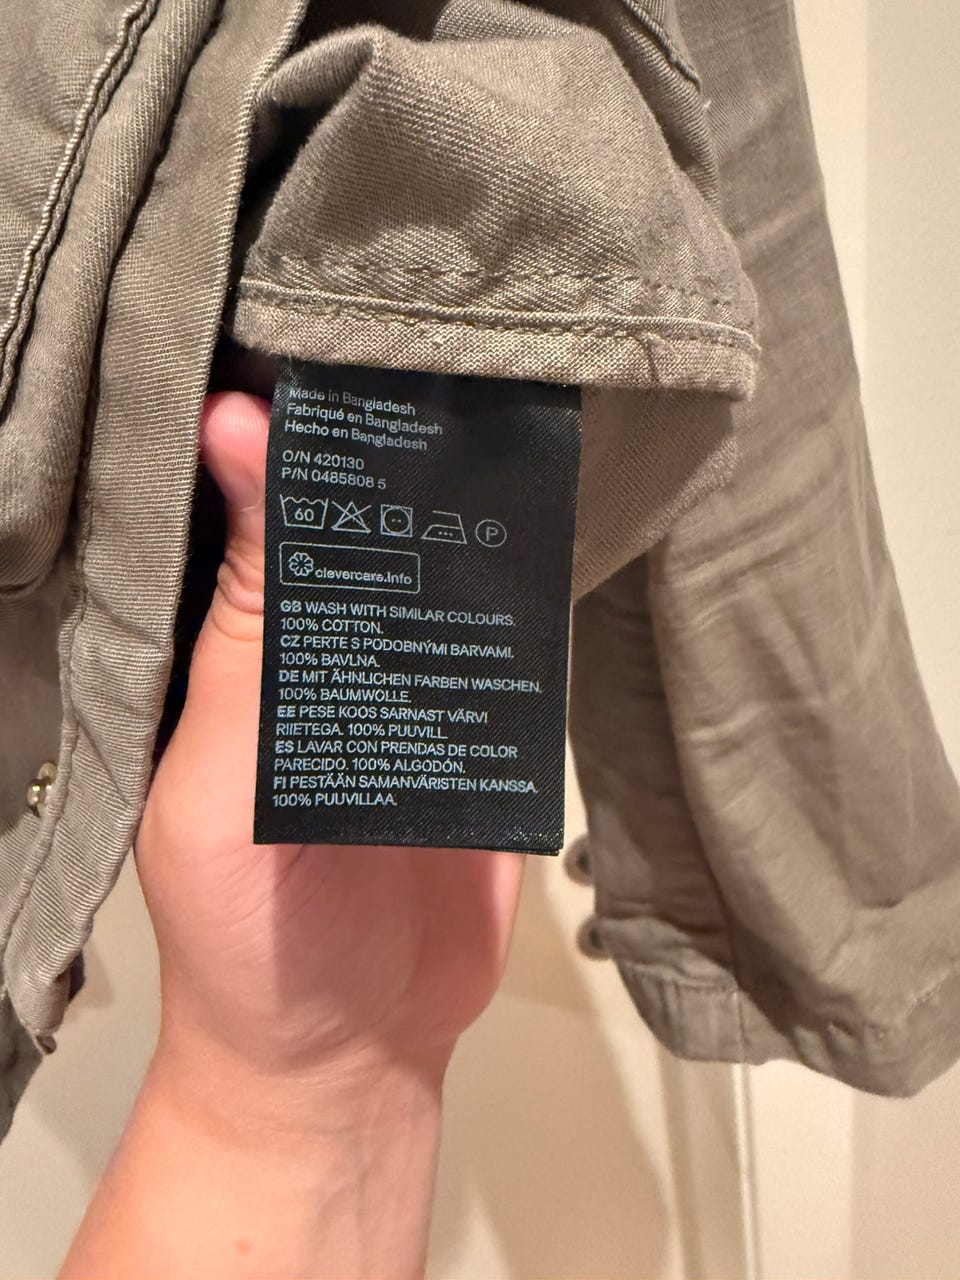 Made in Bangladesh
Fabriqué en Bangladesh
Hecho en Bangladesh
O/N 420130
P/N 0485808 5
60 P
clevercare.info
GB WASH WITH SIMILAR COLOURS.
100% COTTON.
CZ PERTE S PODOBNÝMI BARVAMI.
100% BAVLNA.
DE MIT ÄHNLICHEN FARBEN WASCHEN.
100% BAUMWOLLE.
EE PESE KOOS SARNAST VÄRVI
RIIETEGA. 100% PUUVILL.
ES LAVAR CON PRENDAS DE COLOR
PARECIDO. 100% ALGODÓN.
FI PESTÄÄN SAMANVÄRISTEN KANSSA.
100% PUUVILLAA.